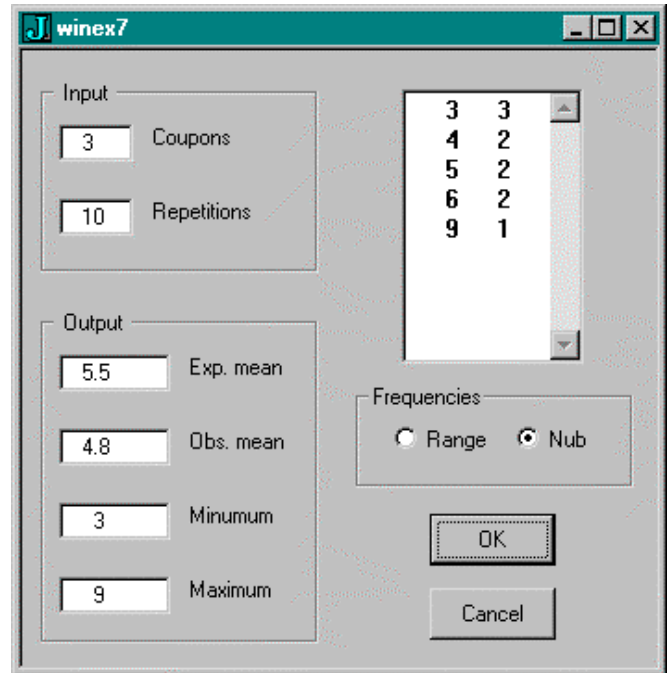 J winex7
Input
3 Coupons
10 Repetitions
3 3
4 2
5 2
6 2
9 1
Output
5.5 Exp. mean
4.8 Obs. mean
3 Minumum
9 Maximum
Frequencies
Range Nub
OK
Cancel